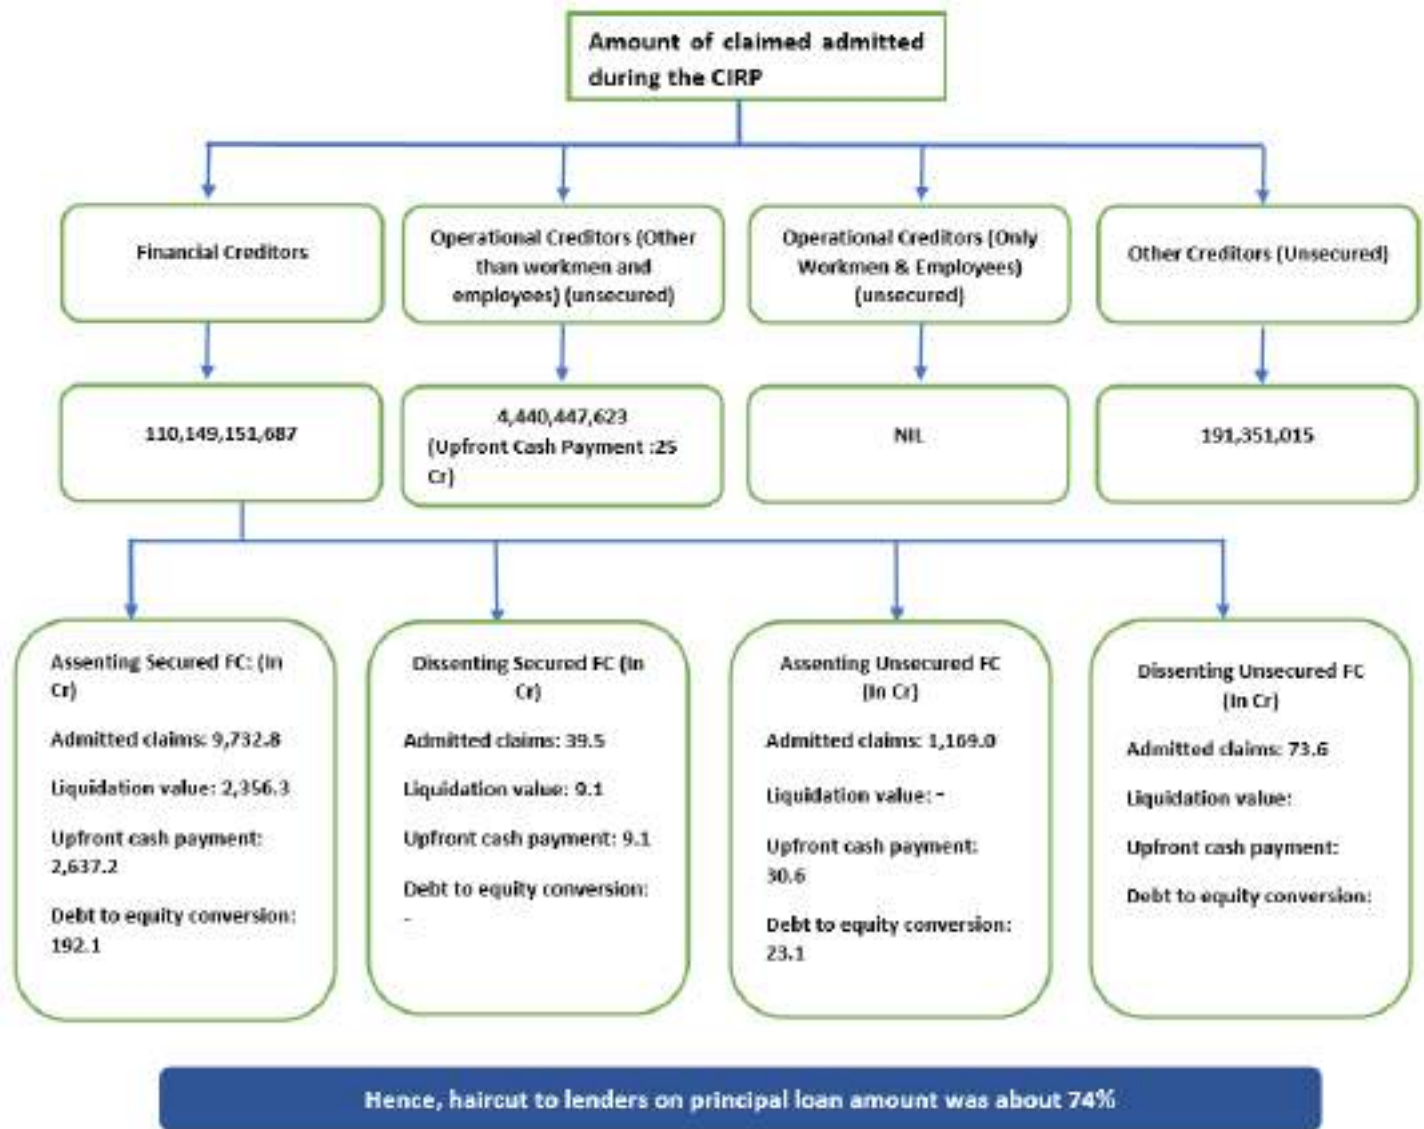 Amount of claimed admitted
during the CIRP
Financial Creditors
Operational Creditors (Other
than workmen and
employees) (unsecured)
Operational Creditors (Only
Workmen & Employees)
(unsecured)
Other Creditors (Unsecured)
110,149,151,687
4,440,447,623
(Upfront Cash Payment :25
Cr)
NIL
191,351,015
Assenting Secured FC: (In
Cr)
Admitted claims: 9,732.8
Liquidation value: 2,356.3
Upfront cash payment:
2,637.2
Debt to equity conversion:
192.1
Dissenting Secured FC (In
Cr)
Admitted claims: 39.5
Liquidation value: 9.1
Upfront cash payment: 9.1
Debt to equity conversion:
-
Assenting Unsecured FC
(In Cr)
Admitted claims: 1,169.0
Liquidation value: -
Upfront cash payment:
30.6
Debt to equity conversion:
23.1
Dissenting Unsecured FC
(In Cr)
Admitted claims: 73.6
Liquidation value:
Upfront cash payment:
Debt to equity conversion:
Hence, haircut to lenders on principal loan amount was about 74%